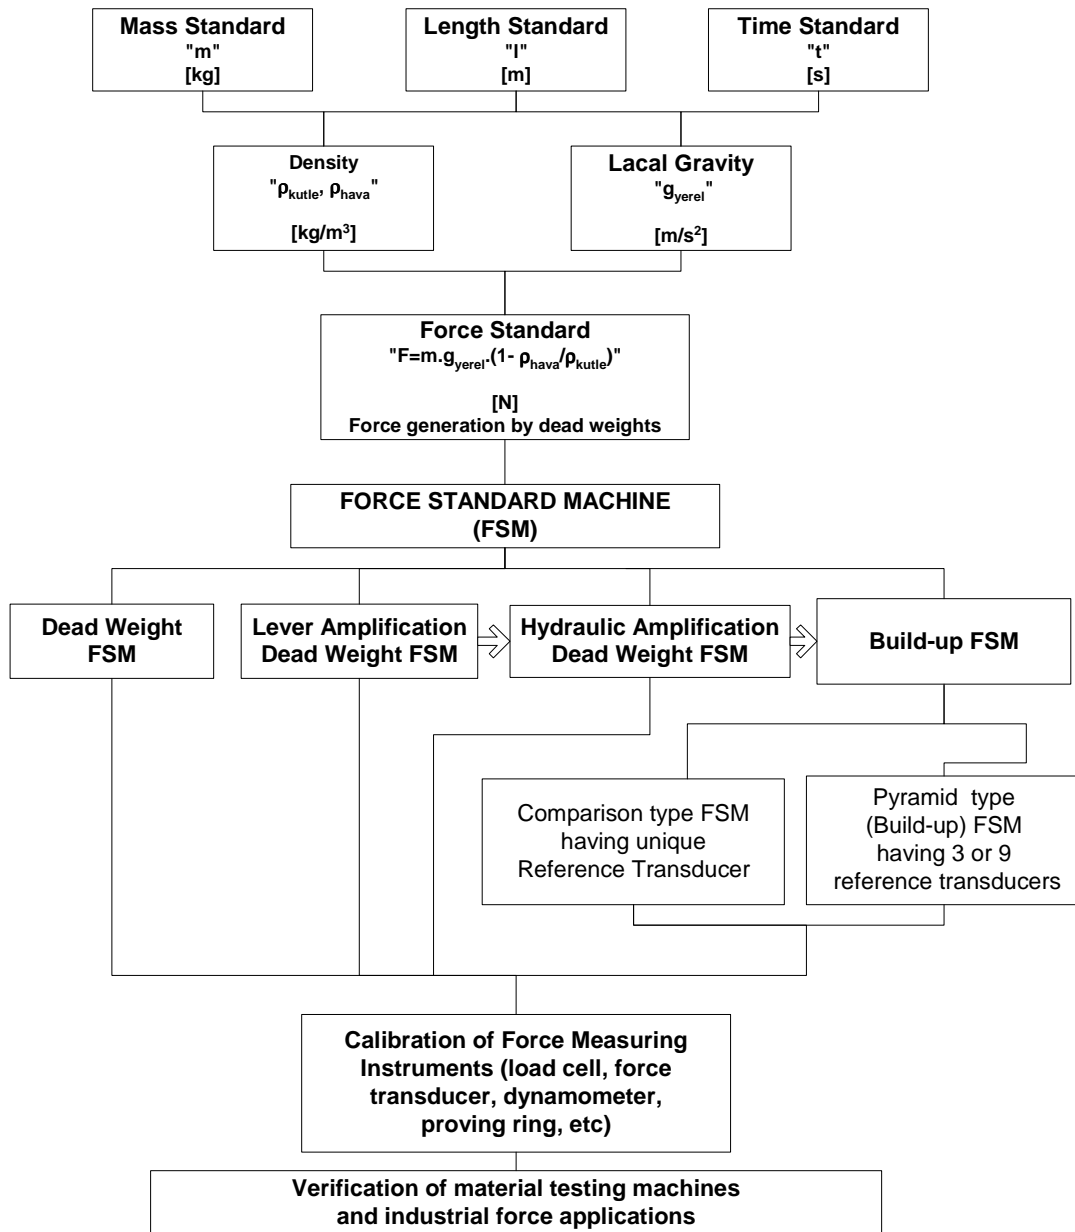 Mass Standard
"m"
[kg]
Length Standard
"l"
[m]
Time Standard
"t"
[s]
Density
"ρkutle, ρhava"
[kg/m³]
Lacal Gravity
"gyerel"
[m/s²]
Force Standard
"F=m.gyerel.(1- ρhava/ρkutle)"
[N]
Force generation by dead weights
FORCE STANDARD MACHINE
(FSM)
Dead Weight
FSM
Lever Amplification
Dead Weight FSM
Hydraulic Amplification
Dead Weight FSM
Build-up FSM
Comparison type FSM
having unique
Reference Transducer
Pyramid type
(Build-up) FSM
having 3 or 9
reference transducers
Calibration of Force Measuring
Instruments (load cell, force
transducer, dynamometer,
proving ring, etc)
Verification of material testing machines
and industrial force applications